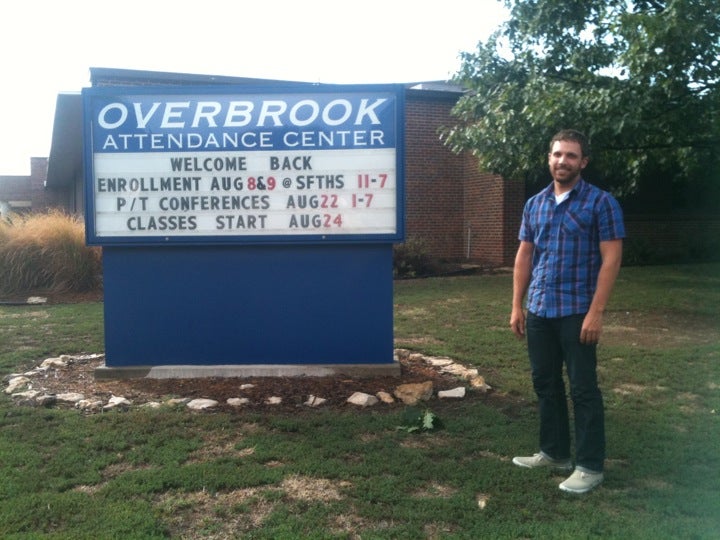 OVERBROOK
ATTENDANCE CENTER
WELCOME BACK
ENROLLMENT AUG 8&9 @ SFTHS 11-7
P/T CONFERENCES AUG22 1-7
CLASSES START AUG24